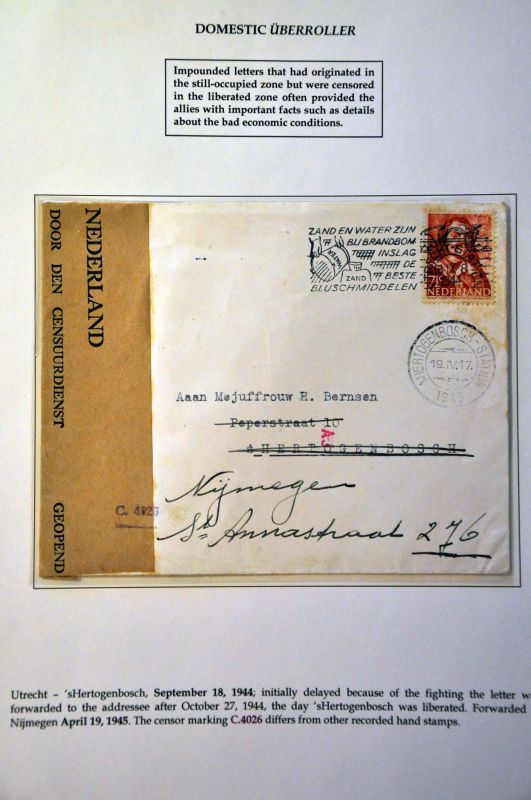 DOMESTIC ÜBERROLLER
Impounded letters that had originated in
the still-occupied zone but were censored
in the liberated zone often provided the
allies with important facts such as details
about the bad economic conditions.
NEDERLAND
DOOR DEN CENSUURDIENST GEOPEND
ZAND EN WATER ZIJN
BIJ BRANDBOM
INSLAG
DE
ZAND BESTE
BLUSCHMIDDELEN
7½
NEDERLAND
'SHERTOGENBOSCH-STATION
19.IV.17.
1945
Aaan Mejuffrouw H. Bernsen
Peperstraat 10
A.
'sHERTOGENBOSCH
C. 4026
Nijmegen
St Annastraat 276
Utrecht – 'sHertogenbosch, September 18, 1944; initially delayed because of the fighting the letter w
forwarded to the addressee after October 27, 1944, the day 'sHertogenbosch was liberated. Forwarded
Nijmegen April 19, 1945. The censor marking C.4026 differs from other recorded hand stamps.